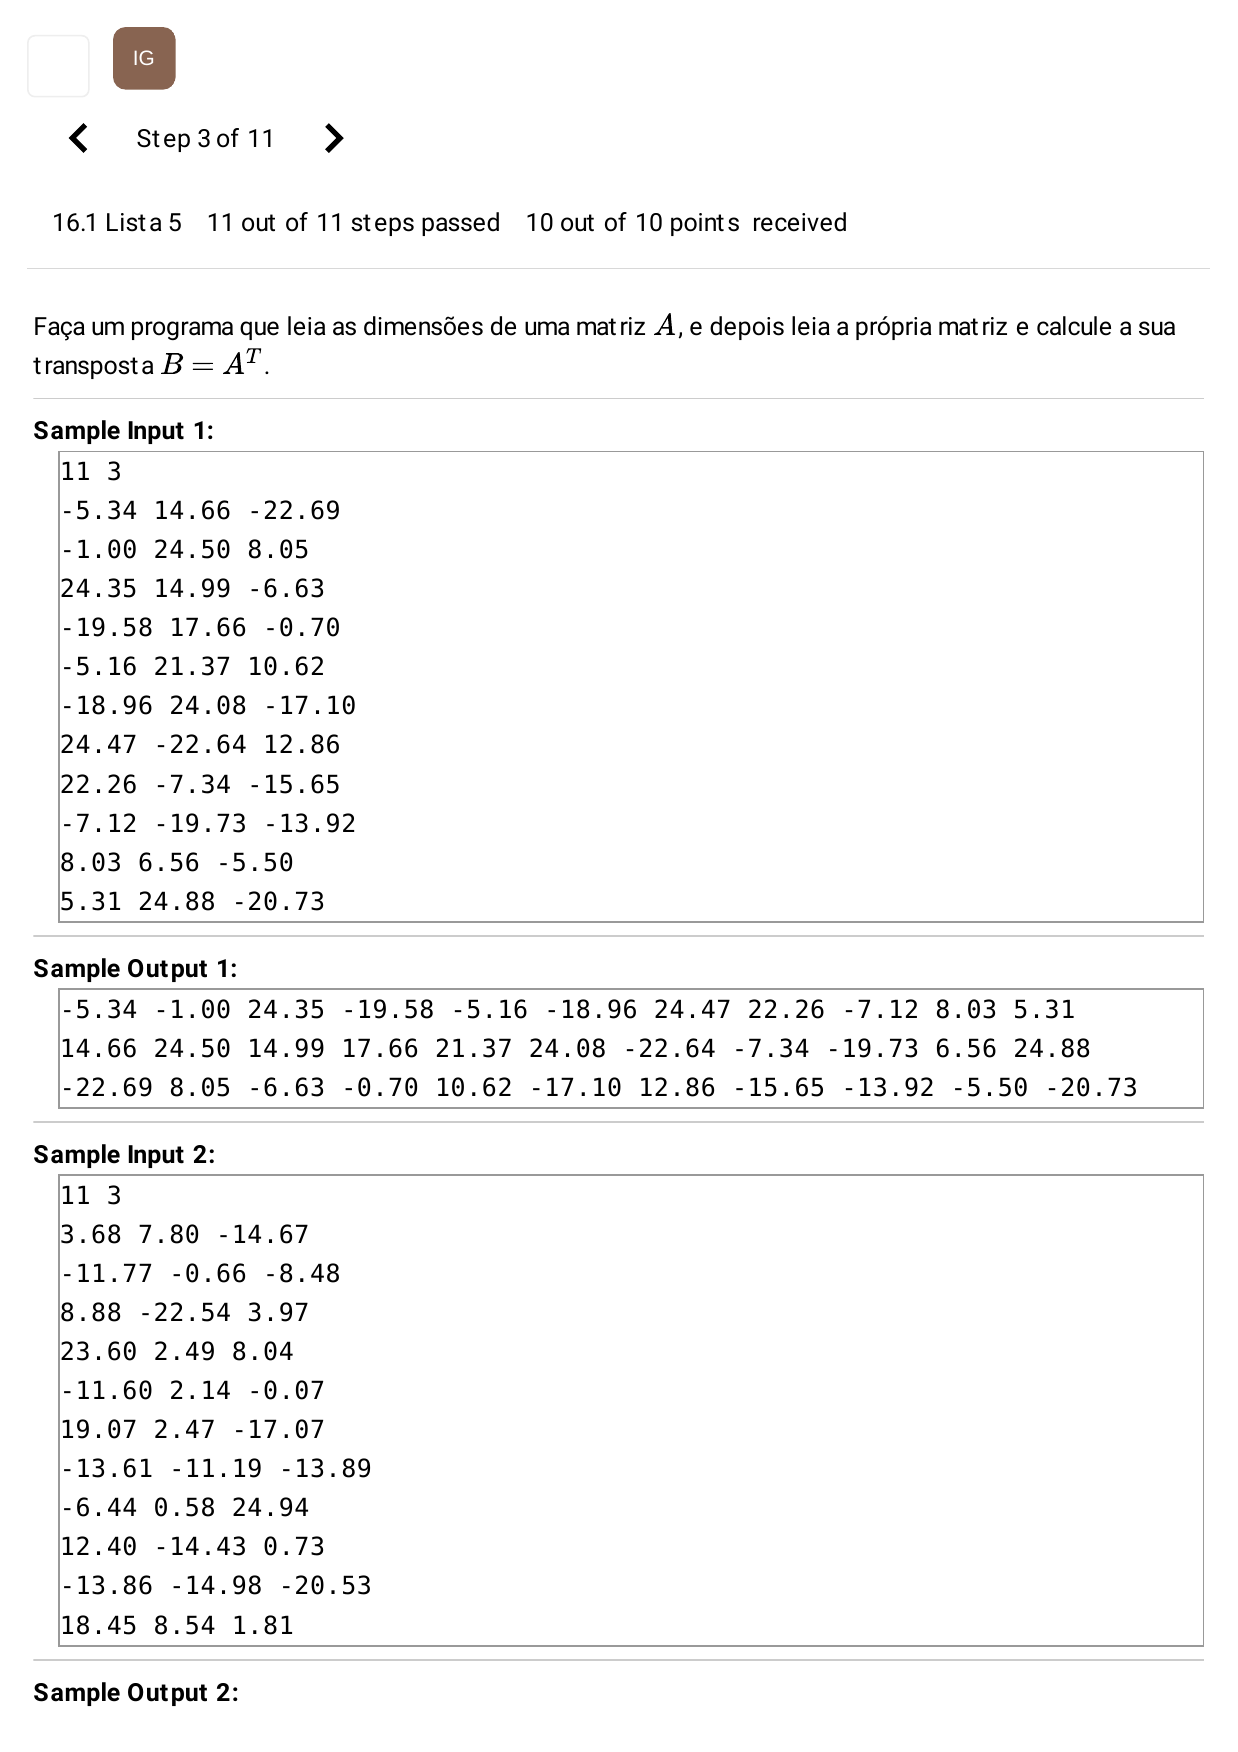 IG
Step 3 of 11
16.1 Lista 5 11 out of 11 steps passed 10 out of 10 points received
Faça um programa que leia as dimensões de uma matriz A, e depois leia a própria matriz e calcule a sua
transposta B = A^T.
Sample Input 1:
11 3
-5.34 14.66 -22.69
-1.00 24.50 8.05
24.35 14.99 -6.63
-19.58 17.66 -0.70
-5.16 21.37 10.62
-18.96 24.08 -17.10
24.47 -22.64 12.86
22.26 -7.34 -15.65
-7.12 -19.73 -13.92
8.03 6.56 -5.50
5.31 24.88 -20.73
Sample Output 1:
-5.34 -1.00 24.35 -19.58 -5.16 -18.96 24.47 22.26 -7.12 8.03 5.31
14.66 24.50 14.99 17.66 21.37 24.08 -22.64 -7.34 -19.73 6.56 24.88
-22.69 8.05 -6.63 -0.70 10.62 -17.10 12.86 -15.65 -13.92 -5.50 -20.73
Sample Input 2:
11 3
3.68 7.80 -14.67
-11.77 -0.66 -8.48
8.88 -22.54 3.97
23.60 2.49 8.04
-11.60 2.14 -0.07
19.07 2.47 -17.07
-13.61 -11.19 -13.89
-6.44 0.58 24.94
12.40 -14.43 0.73
-13.86 -14.98 -20.53
18.45 8.54 1.81
Sample Output 2: